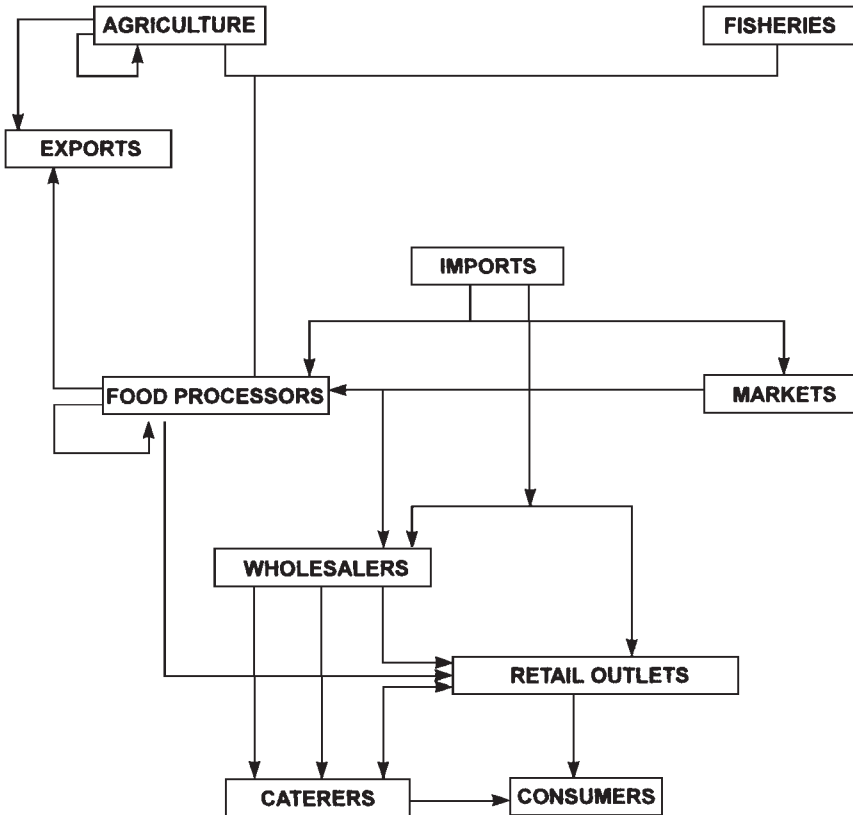 AGRICULTURE
FISHERIES
EXPORTS
IMPORTS
FOOD PROCESSORS
MARKETS
WHOLESALERS
RETAIL OUTLETS
CATERERS
CONSUMERS